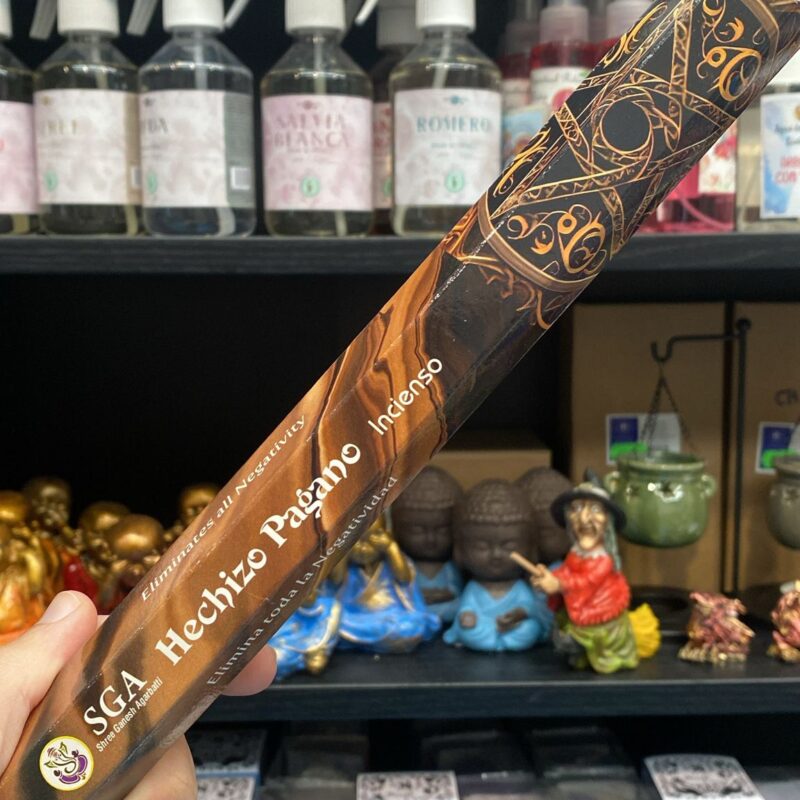 SALVIA
BLANCA
ROMERO
Eliminates all Negativity
Hechizo Pagano Incienso
Elimina toda la Negatividad
SGA
Shree Ganesh Agarbatti